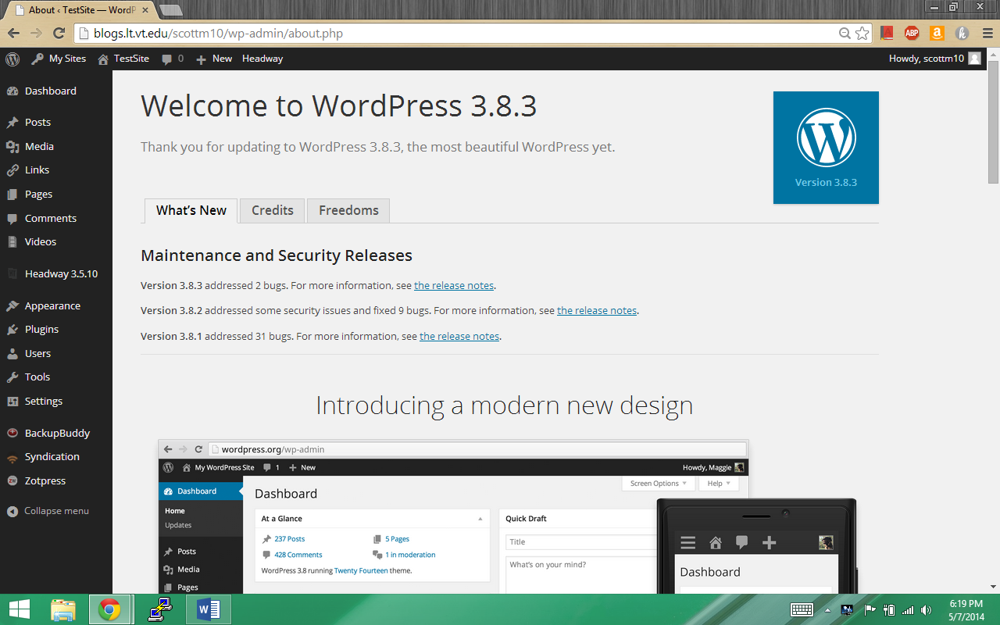 About ‹ TestSite — WordP
blogs.lt.vt.edu/scottm10/wp-admin/about.php
ABP
a
h
My Sites
TestSite
0
New
Headway
Howdy, scottm10
Dashboard
Posts
Media
Links
Pages
Comments
Videos
Headway 3.5.10
Appearance
Plugins
Users
Tools
Settings
BackupBuddy
Syndication
Zotpress
Collapse menu
Welcome to WordPress 3.8.3
Thank you for updating to WordPress 3.8.3, the most beautiful WordPress yet.
Version 3.8.3
What's New
Credits
Freedoms
Maintenance and Security Releases
Version 3.8.3 addressed 2 bugs. For more information, see the release notes.
Version 3.8.2 addressed some security issues and fixed 9 bugs. For more information, see the release notes.
Version 3.8.1 addressed 31 bugs. For more information, see the release notes.
Introducing a modern new design
wordpress.org/wp-admin
My WordPress Site
1
New
Howdy, Maggie
Dashboard
Home
Updates
Posts
Media
Pages
Dashboard
Screen Options
Help
At a Glance
237 Posts
5 Pages
428 Comments
1 in moderation
WordPress 3.8 running Twenty Fourteen theme.
Quick Draft
Title
What's on your mind?
Dashboard
6:19 PM
5/7/2014